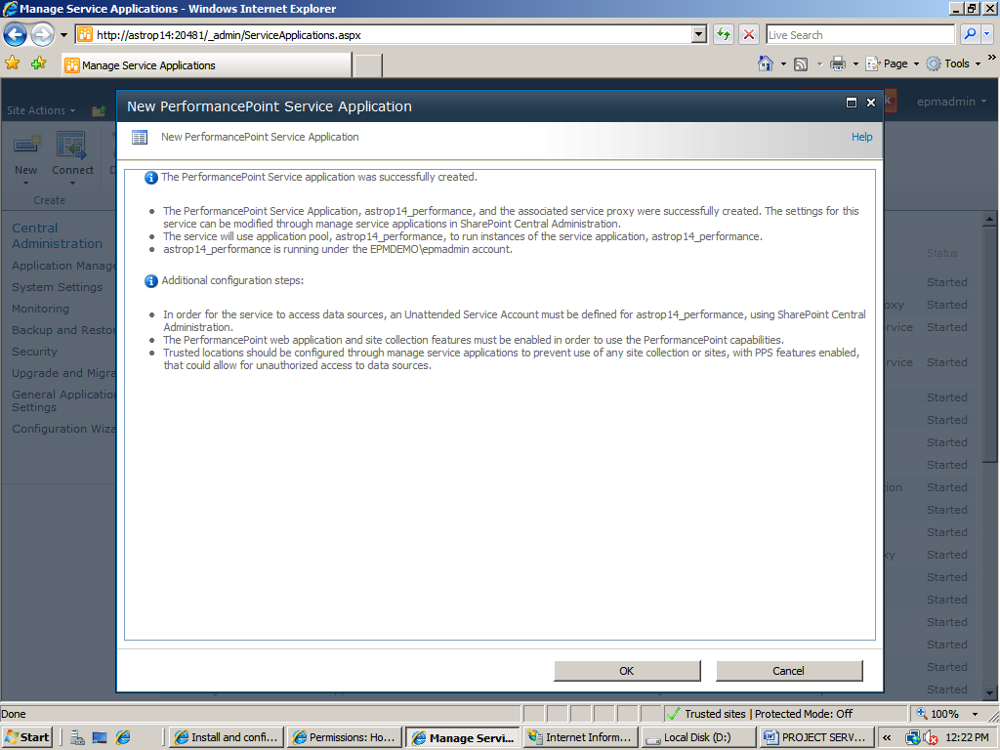 Manage Service Applications - Windows Internet Explorer
http://astrop14:20481/_admin/ServiceApplications.aspx
Live Search
Manage Service Applications
Page
Tools
Site Actions
epmadmin
New PerformancePoint Service Application
New PerformancePoint Service Application
Help
New
Connect
Create
The PerformancePoint Service application was successfully created.
The PerformancePoint Service Application, astrop14_performance, and the associated service proxy were successfully created. The settings for this
service can be modified through manage service applications in SharePoint Central Administration.
The service will use application pool, astrop14_performance, to run instances of the service application, astrop14_performance.
astrop14_performance is running under the EPMDEMO\epmadmin account.
Additional configuration steps:
In order for the service to access data sources, an Unattended Service Account must be defined for astrop14_performance, using SharePoint Central
Administration.
The PerformancePoint web application and site collection features must be enabled in order to use the PerformancePoint capabilities.
Trusted locations should be configured through manage service applications to prevent use of any site collection or sites, with PPS features enabled,
that could allow for unauthorized access to data sources.
OK
Cancel
Central
Administration
Application Manage
System Settings
Monitoring
Backup and Resto
Security
Upgrade and Migra
General Application
Settings
Configuration Wiza
Status
Started
oxy Started
ervice Started
ervice Started
Started
Started
Started
Started
ion Started
Started
Started
xy Started
Started
Started
Started
Started
Started
Started
Done
Trusted sites | Protected Mode: Off
100%
Start
Install and confi...
Permissions: Ho...
Manage Servi...
Internet Inform...
Local Disk (D:)
PROJECT SERV...
12:22 PM